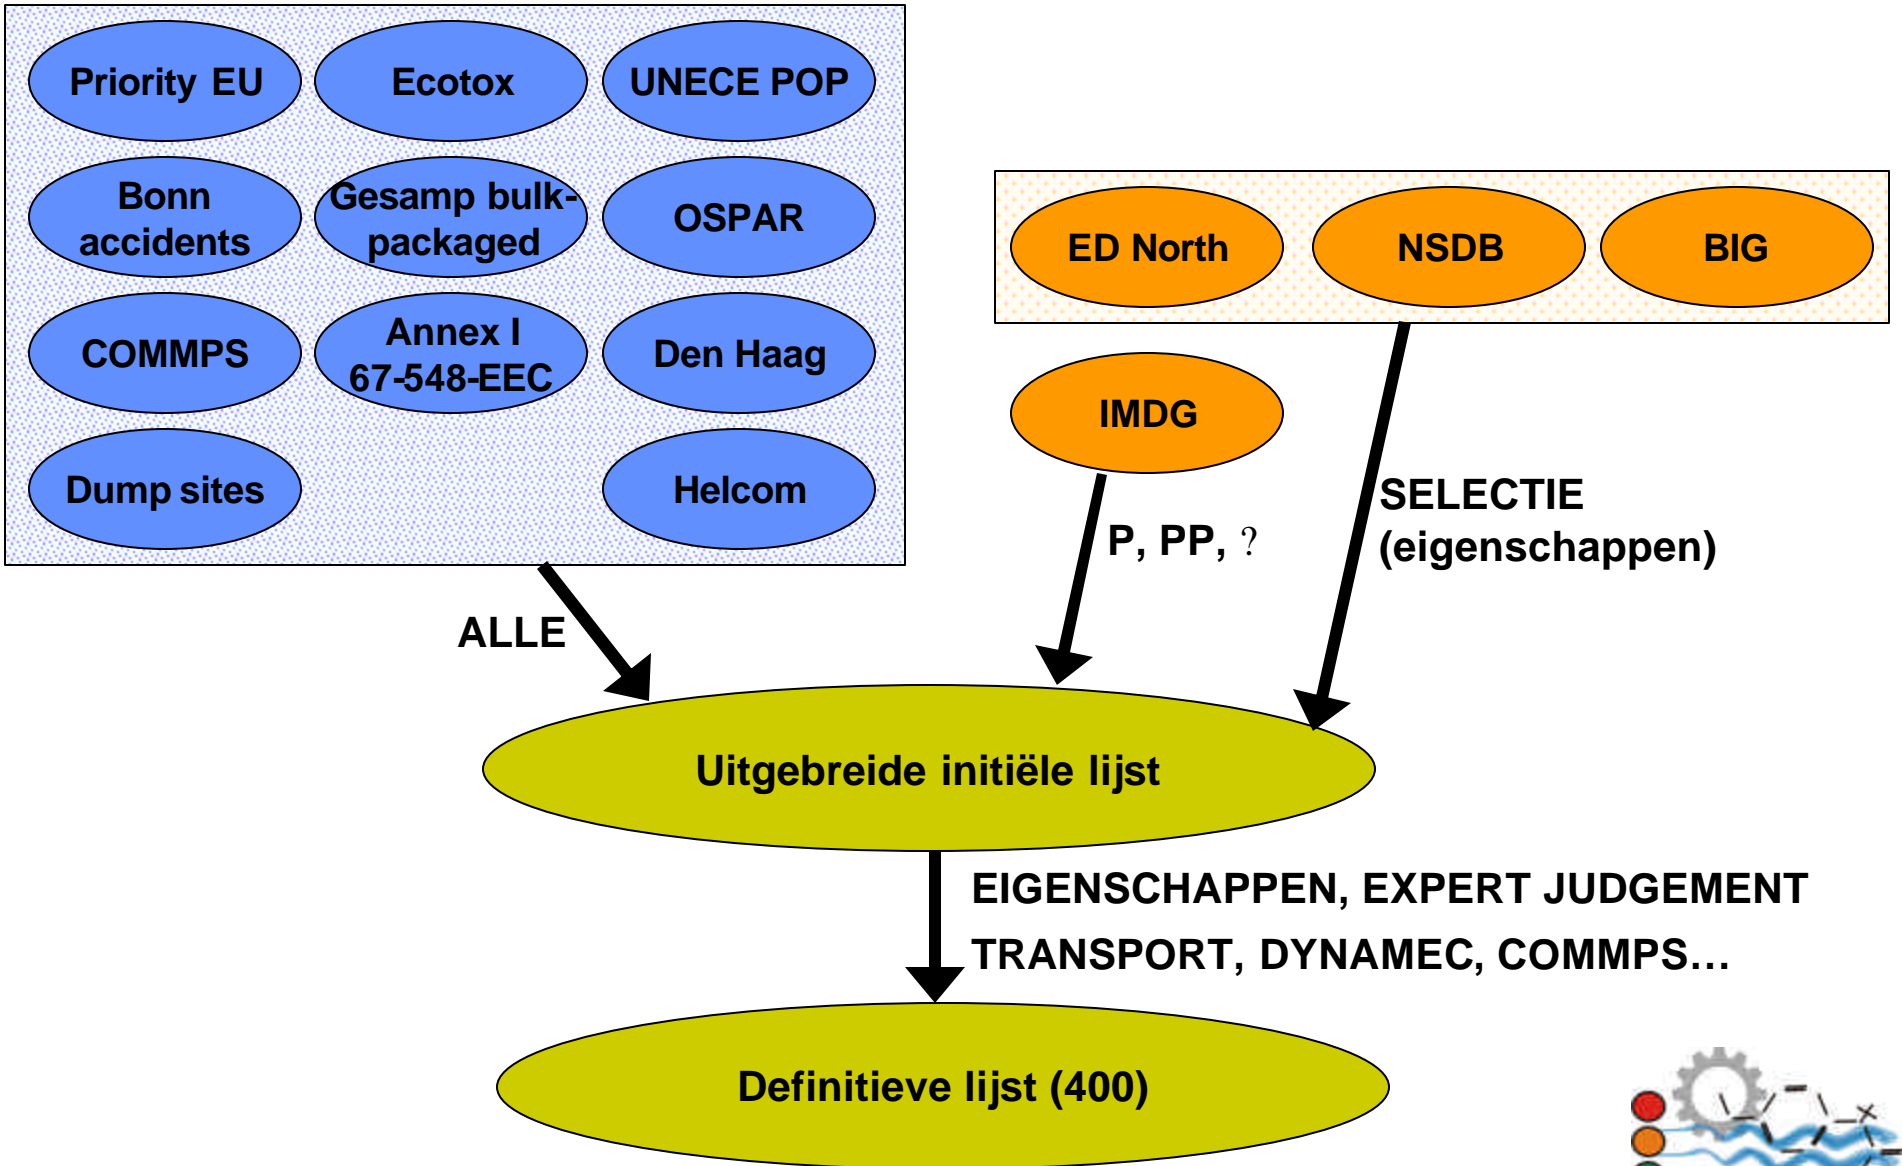 Priority EU
Ecotox
UNECE POP
Bonn
accidents
Gesamp bulk-
packaged
OSPAR
COMMPS
Annex I
67-548-EEC
Den Haag
Dump sites
Helcom
ED North
NSDB
BIG
IMDG
P, PP, ?
SELECTIE
(eigenschappen)
ALLE
Uitgebreide initiële lijst
EIGENSCHAPPEN, EXPERT JUDGEMENT
TRANSPORT, DYNAMEC, COMMPS…
Definitieve lijst (400)